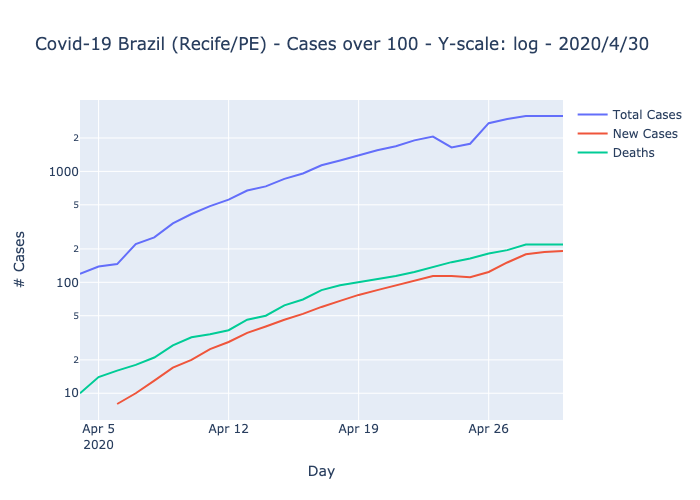 Covid-19 Brazil (Recife/PE) - Cases over 100 - Y-scale: log - 2020/4/30
Total Cases
New Cases
Deaths
2
1000
5
2
100
5
2
10
# Cases
Apr 5
2020
Apr 12
Apr 19
Apr 26
Day